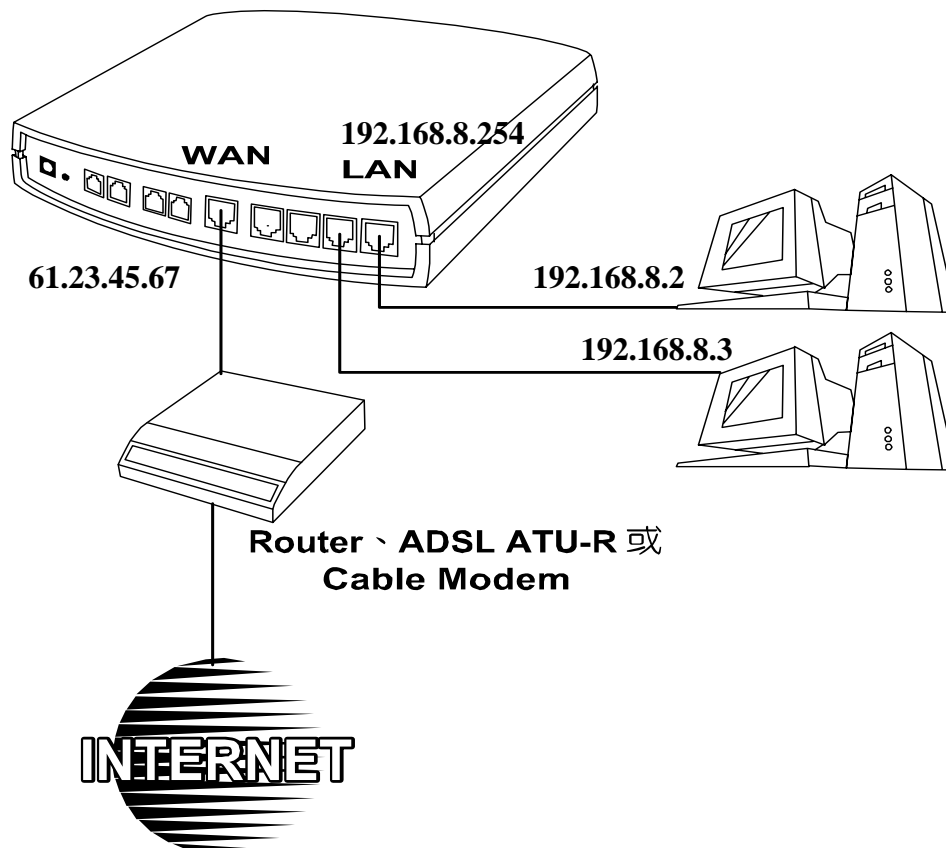 192.168.8.254
WAN
LAN
61.23.45.67
192.168.8.2
192.168.8.3
Router、ADSL ATU-R 或
Cable Modem
INTERNET